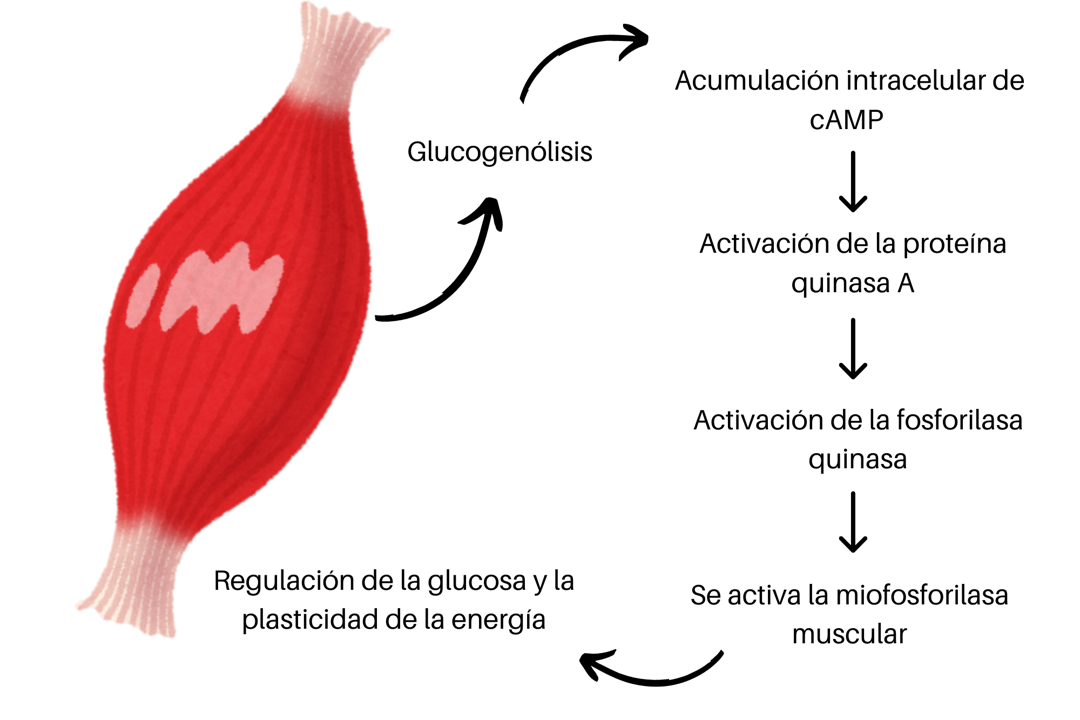 Glucogenólisis
Acumulación intracelular de
cAMP
Activación de la proteína
quinasa A
Activación de la fosforilasa
quinasa
Se activa la miofosforilasa
muscular
Regulación de la glucosa y la
plasticidad de la energía